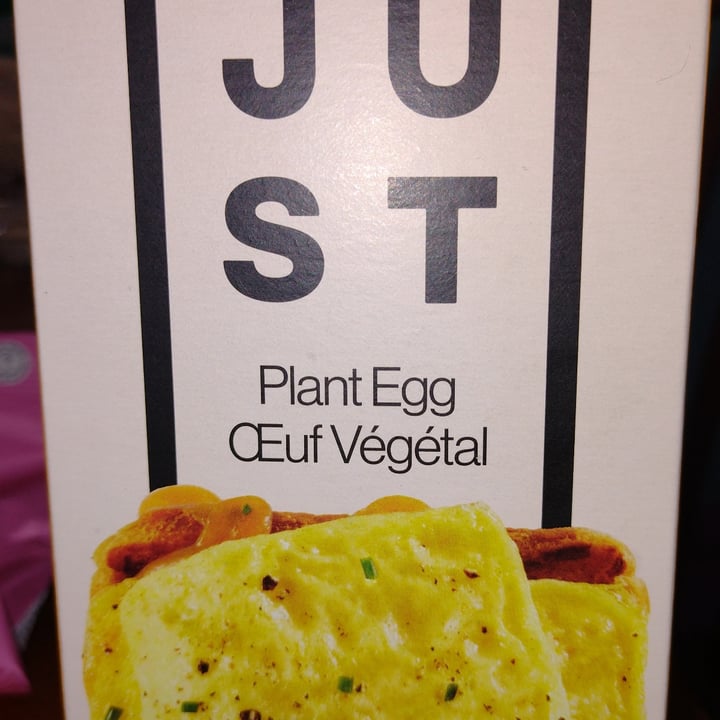 JU
ST
Plant Egg
Œuf Végétal